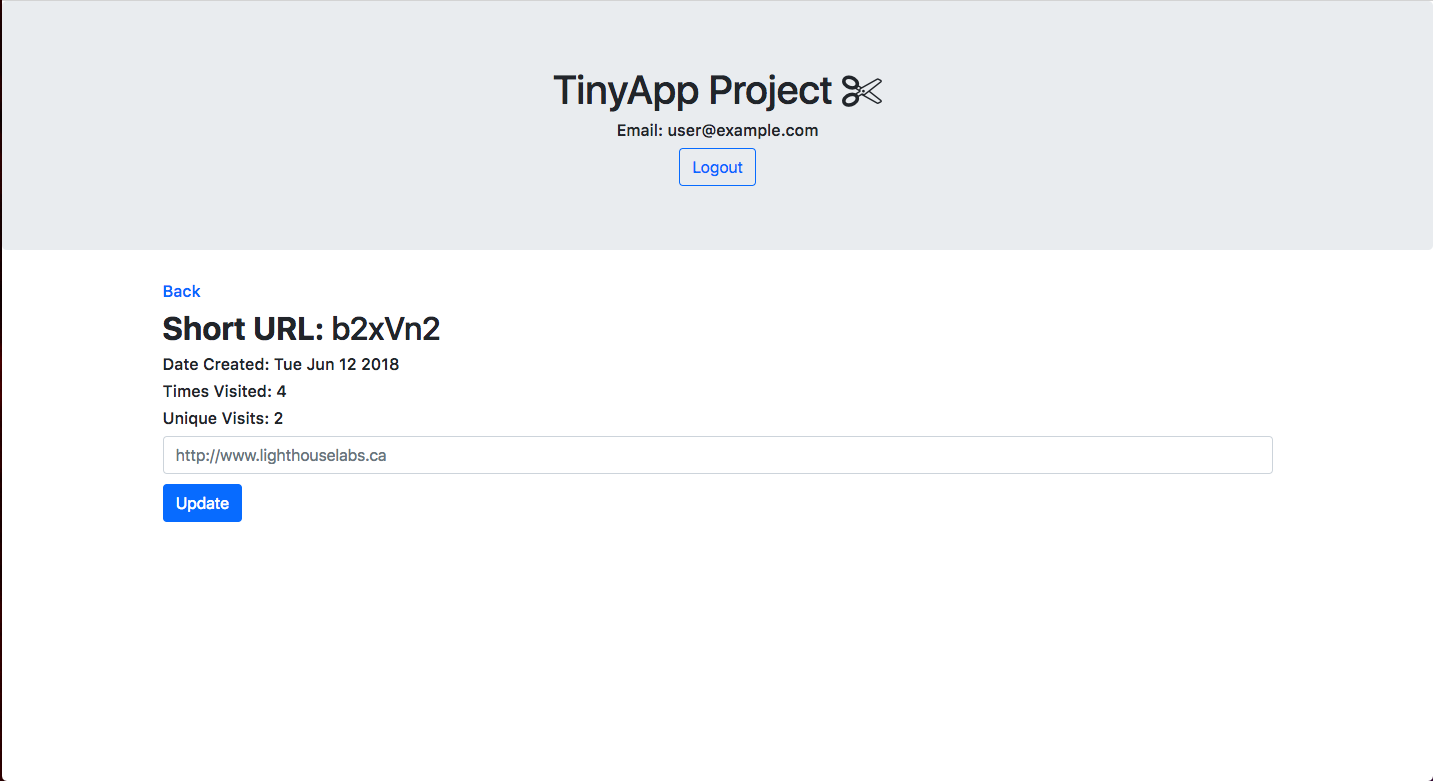 TinyApp Project ✄
Email: user@example.com
Logout
Back
Short URL: b2xVn2
Date Created: Tue Jun 12 2018
Times Visited: 4
Unique Visits: 2
http://www.lighthouselabs.ca
Update